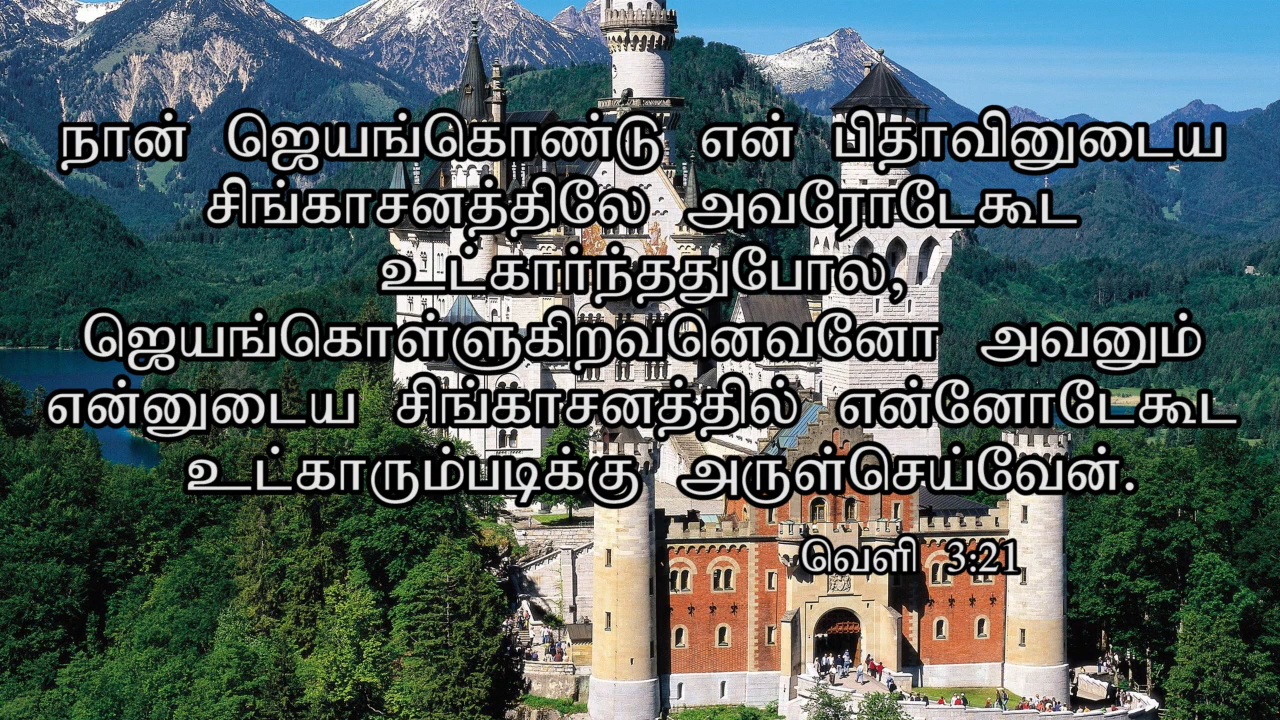 நான் ஜெயங்கொண்டு என் பிதாவினுடைய
சிங்காசனத்திலே அவரோடேகூட
உட்கார்ந்ததுபோல,
ஜெயங்கொள்ளுகிறவனெவனோ அவனும்
என்னுடைய சிங்காசனத்தில் என்னோடேகூட
உட்காரும்படிக்கு அருள்செய்வேன்.
வெளி 3:21